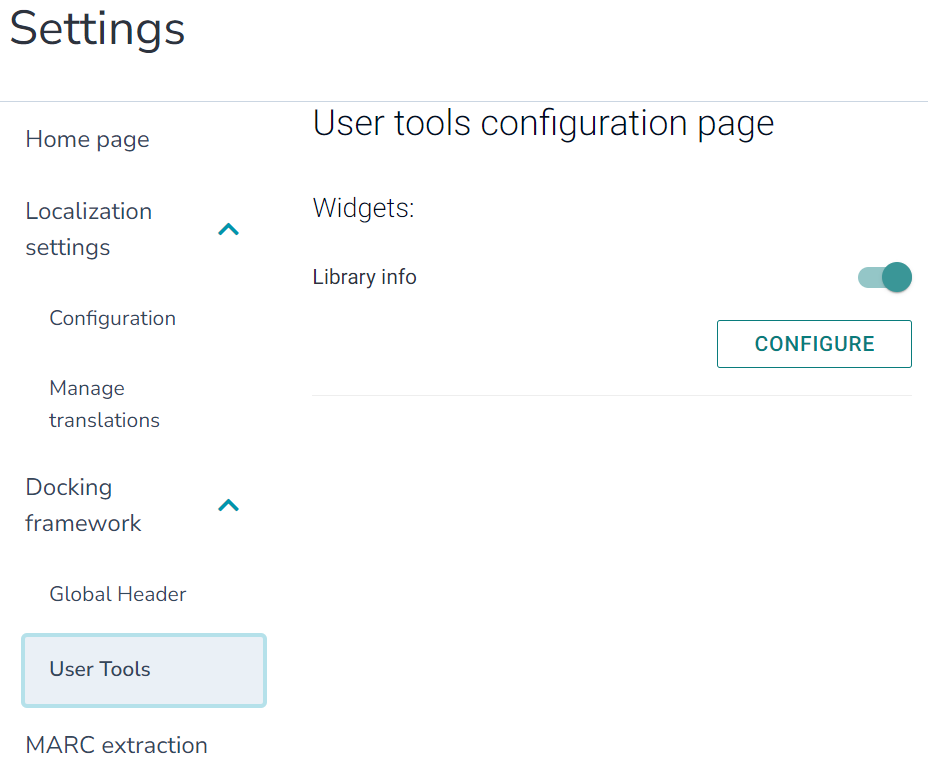 Settings
Home page
Localization
settings
Configuration
Manage
translations
Docking
framework
Global Header
User Tools
MARC extraction
User tools configuration page
Widgets:
Library info
CONFIGURE